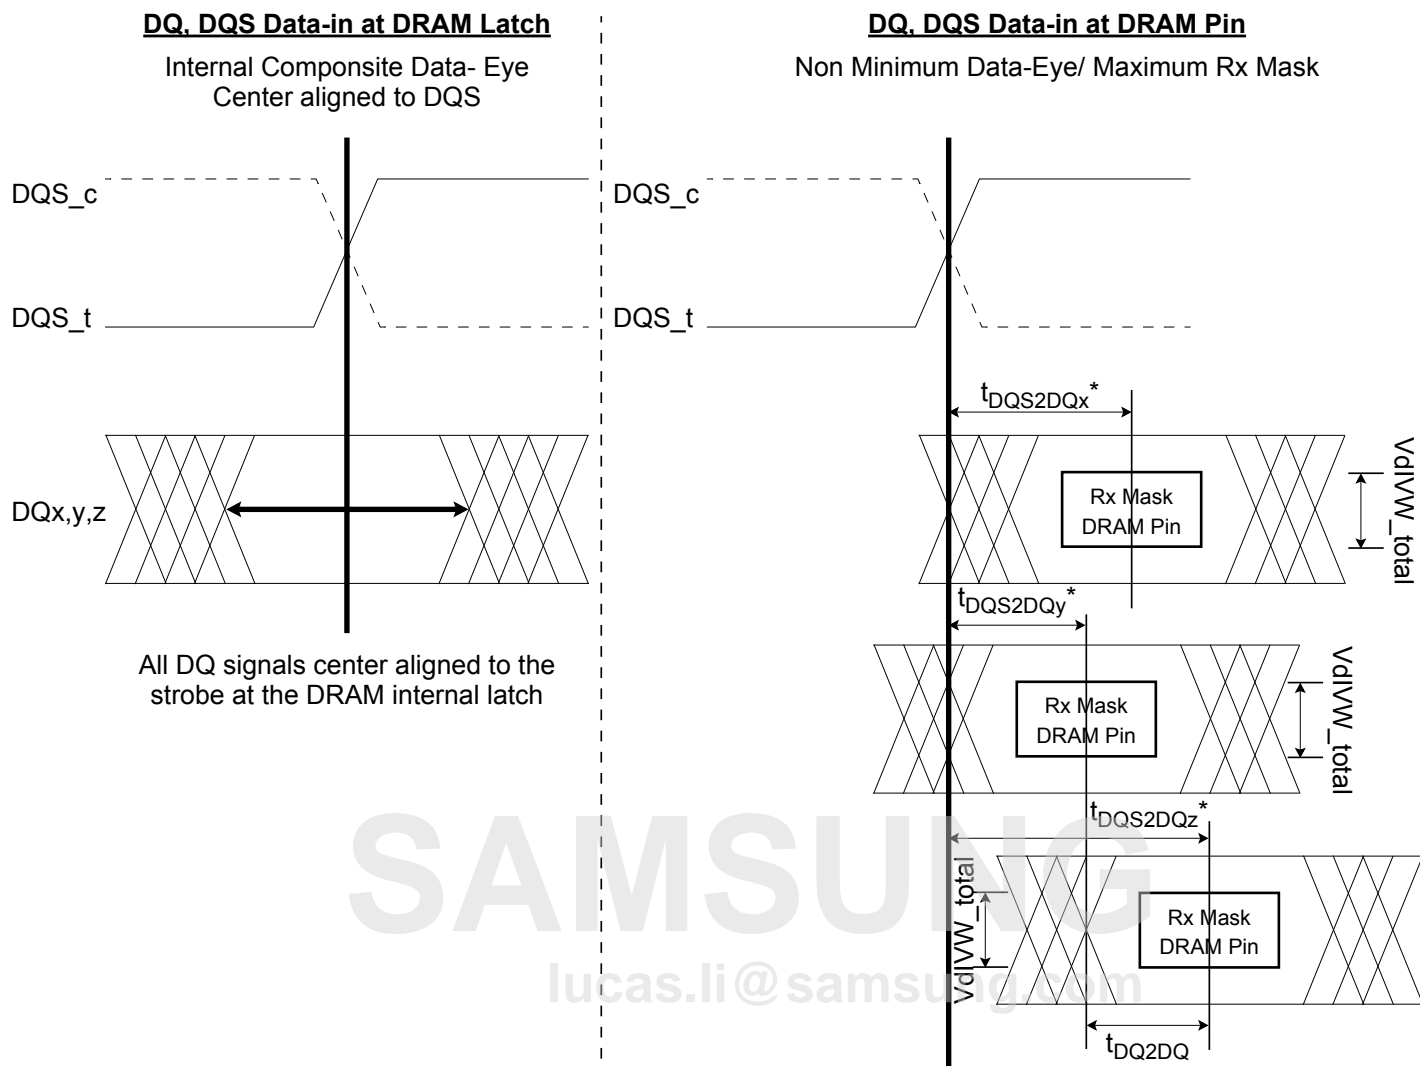 DQ, DQS Data-in at DRAM Latch
Internal Componsite Data- Eye
Center aligned to DQS
DQS_c
DQS_t
DQx,y,z
All DQ signals center aligned to the
strobe at the DRAM internal latch
DQ, DQS Data-in at DRAM Pin
Non Minimum Data-Eye/ Maximum Rx Mask
DQS_c
DQS_t
tDQS2DQx*
Rx Mask
DRAM Pin
VdIVW_total
tDQS2DQy*
Rx Mask
DRAM Pin
VdIVW_total
tDQS2DQz*
VdIVW_total
Rx Mask
DRAM Pin
tDQ2DQ
SAMSUNG
lucas.li@samsung.com